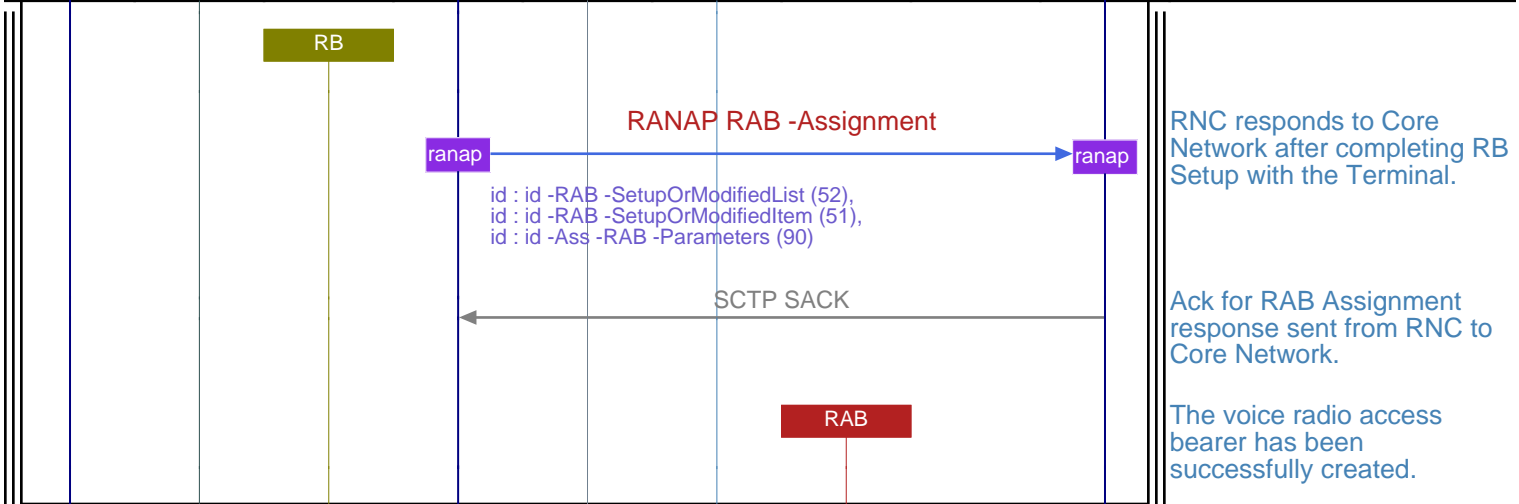 RB
RANAP RAB -Assignment
ranap
ranap
RNC responds to Core
Network after completing RB
Setup with the Terminal.
id : id -RAB -SetupOrModifiedList (52),
id : id -RAB -SetupOrModifiedItem (51),
id : id -Ass -RAB -Parameters (90)
SCTP SACK
Ack for RAB Assignment
response sent from RNC to
Core Network.
RAB
The voice radio access
bearer has been
successfully created.